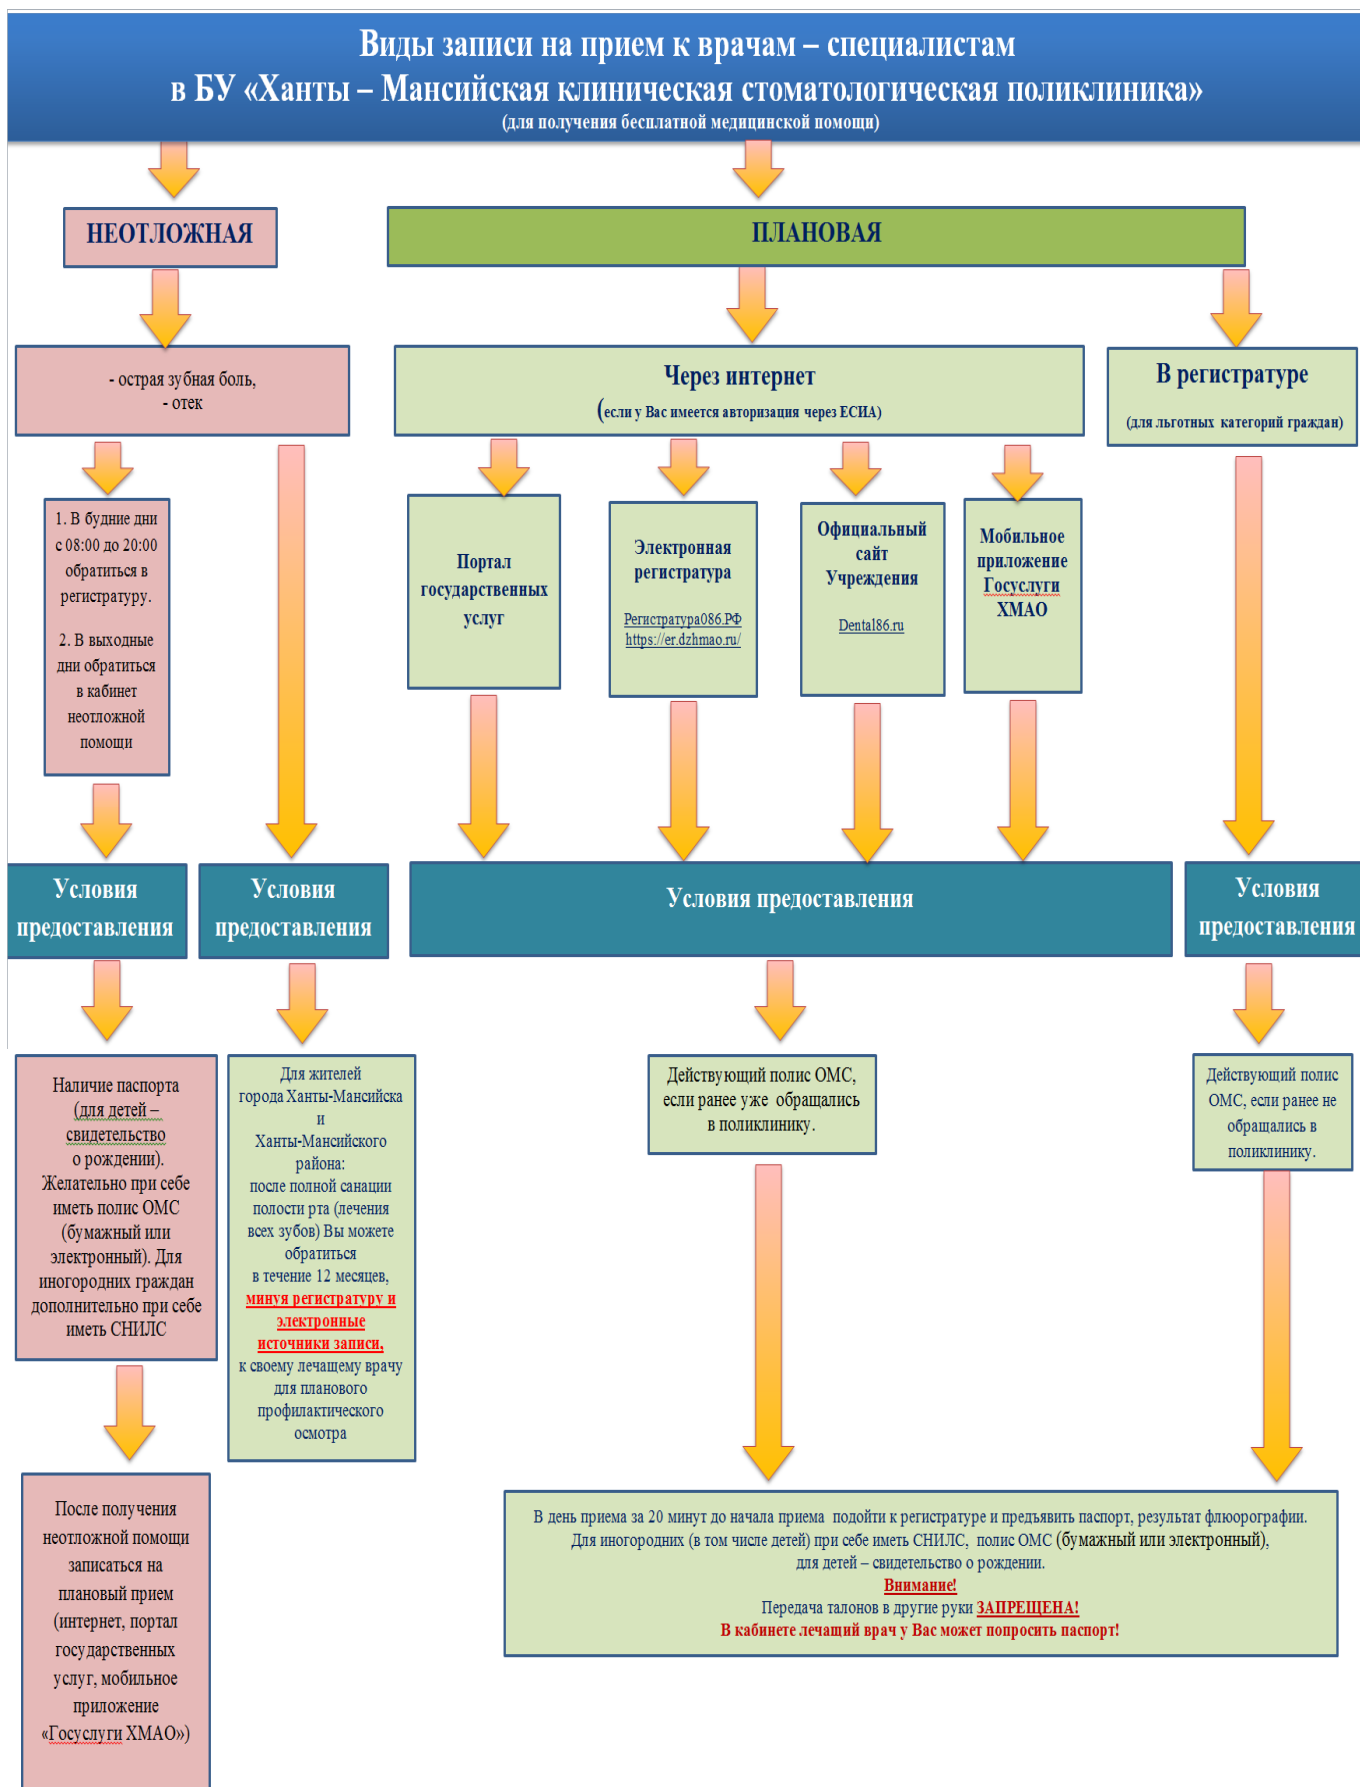 Виды записи на прием к врачам – специалистам
в БУ «Ханты – Мансийская клиническая стоматологическая поликлиника»
(для получения бесплатной медицинской помощи)
НЕОТЛОЖНАЯ
ПЛАНОВАЯ
- острая зубная боль,
- отек
Через интернет
(если у Вас имеется авторизация через ЕСИА)
В регистратуре
(для льготных категорий граждан)
1. В будние дни
с 08:00 до 20:00
обратиться в
регистратуру.
2. В выходные
дни обратиться
в кабинет
неотложной
помощи
Портал
государственных
услуг
Электронная
регистратура
Регистратура086.РФ
https://er.dzhmao.ru/
Официальный
сайт
Учреждения
Dental86.ru
Мобильное
приложение
Госуслуги
ХМАО
Условия
предоставления
Условия
предоставления
Условия предоставления
Условия
предоставления
Наличие паспорта
(для детей –
свидетельство
о рождении).
Желательно при себе
иметь полис ОМС
(бумажный или
электронный). Для
иногородних граждан
дополнительно при себе
иметь СНИЛС
Для жителей
города Ханты-Мансийска
и
Ханты-Мансийского
района:
после полной санации
полости рта (лечения
всех зубов) Вы можете
обратиться
в течение 12 месяцев,
минуя регистратуру и
электронные
источники записи,
к своему лечащему врачу
для планового
профилактического
осмотра
Действующий полис ОМС,
если ранее уже обращались
в поликлинику.
Действующий полис
ОМС, если ранее не
обращались в
поликлинику.
После получения
неотложной помощи
записаться на
плановый прием
(интернет, портал
государственных
услуг, мобильное
приложение
«Госуслуги ХМАО»)
В день приема за 20 минут до начала приема подойти к регистратуре и предъявить паспорт, результат флюорографии.
Для иногородних (в том числе детей) при себе иметь СНИЛС, полис ОМС (бумажный или электронный),
для детей – свидетельство о рождении.
Внимание!
Передача талонов в другие руки ЗАПРЕЩЕНА!
В кабинете лечащий врач у Вас может попросить паспорт!